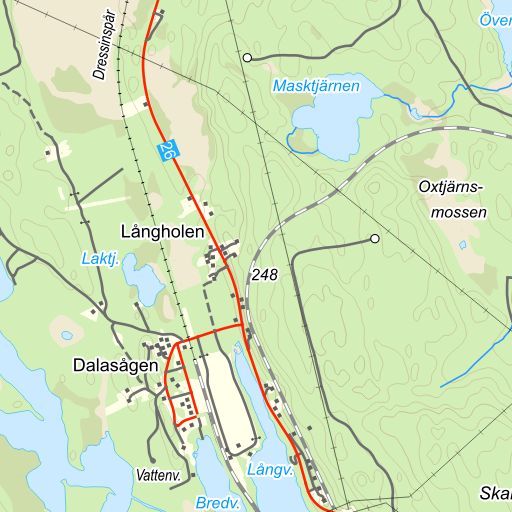 Dressinspår
Över
Masktjärnen
26
Oxtjärns-
mossen
Långholen
Laktj.
248
Dalasågen
Långv.
Vattenv.
Bredv.
Skal